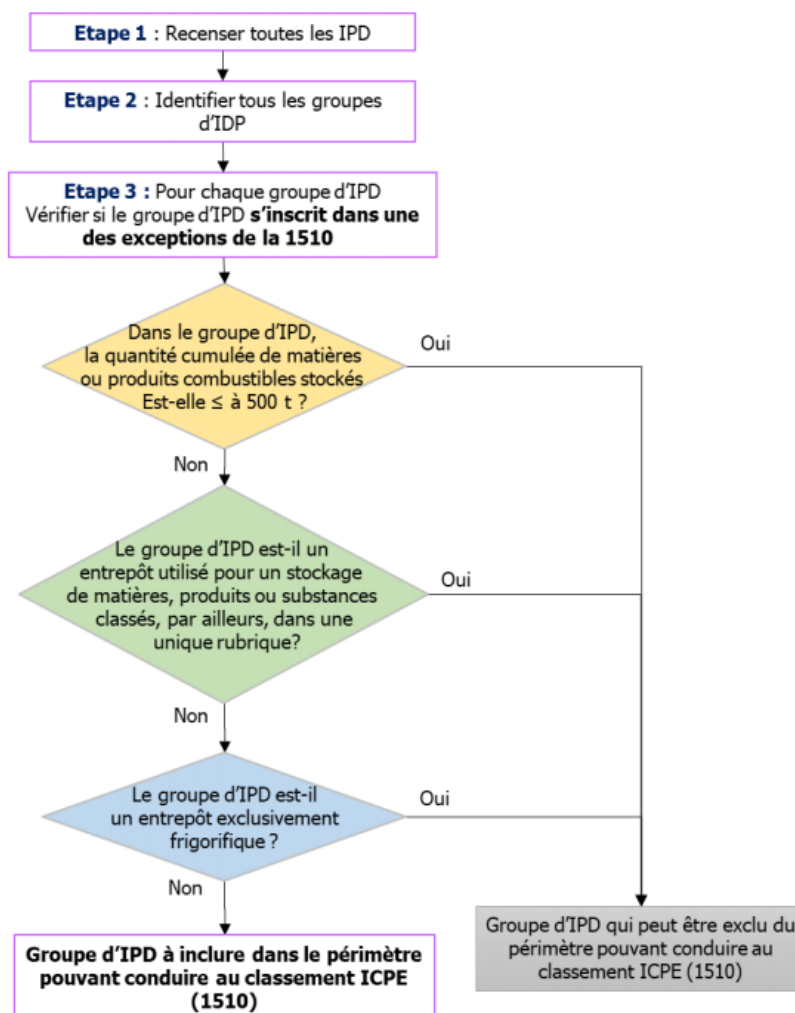 Etape 1 : Recenser toutes les IPD
Etape 2 : Identifier tous les groupes
d'IDP
Etape 3 : Pour chaque groupe d'IPD
Vérifier si le groupe d'IPD s'inscrit dans une
des exceptions de la 1510
Dans le groupe d'IPD,
la quantité cumulée de matières
ou produits combustibles stockés
Est-elle ≤ à 500 t ?
Oui
Non
Le groupe d'IPD est-il un
entrepôt utilisé pour un stockage
de matières, produits ou substances
classés, par ailleurs, dans une
unique rubrique?
Oui
Non
Le groupe d'IPD est-il
un entrepôt exclusivement
frigorifique ?
Oui
Non
Groupe d'IPD à inclure dans le périmètre
pouvant conduire au classement ICPE
(1510)
Groupe d'IPD qui peut être exclu du
périmètre pouvant conduire au
classement ICPE (1510)